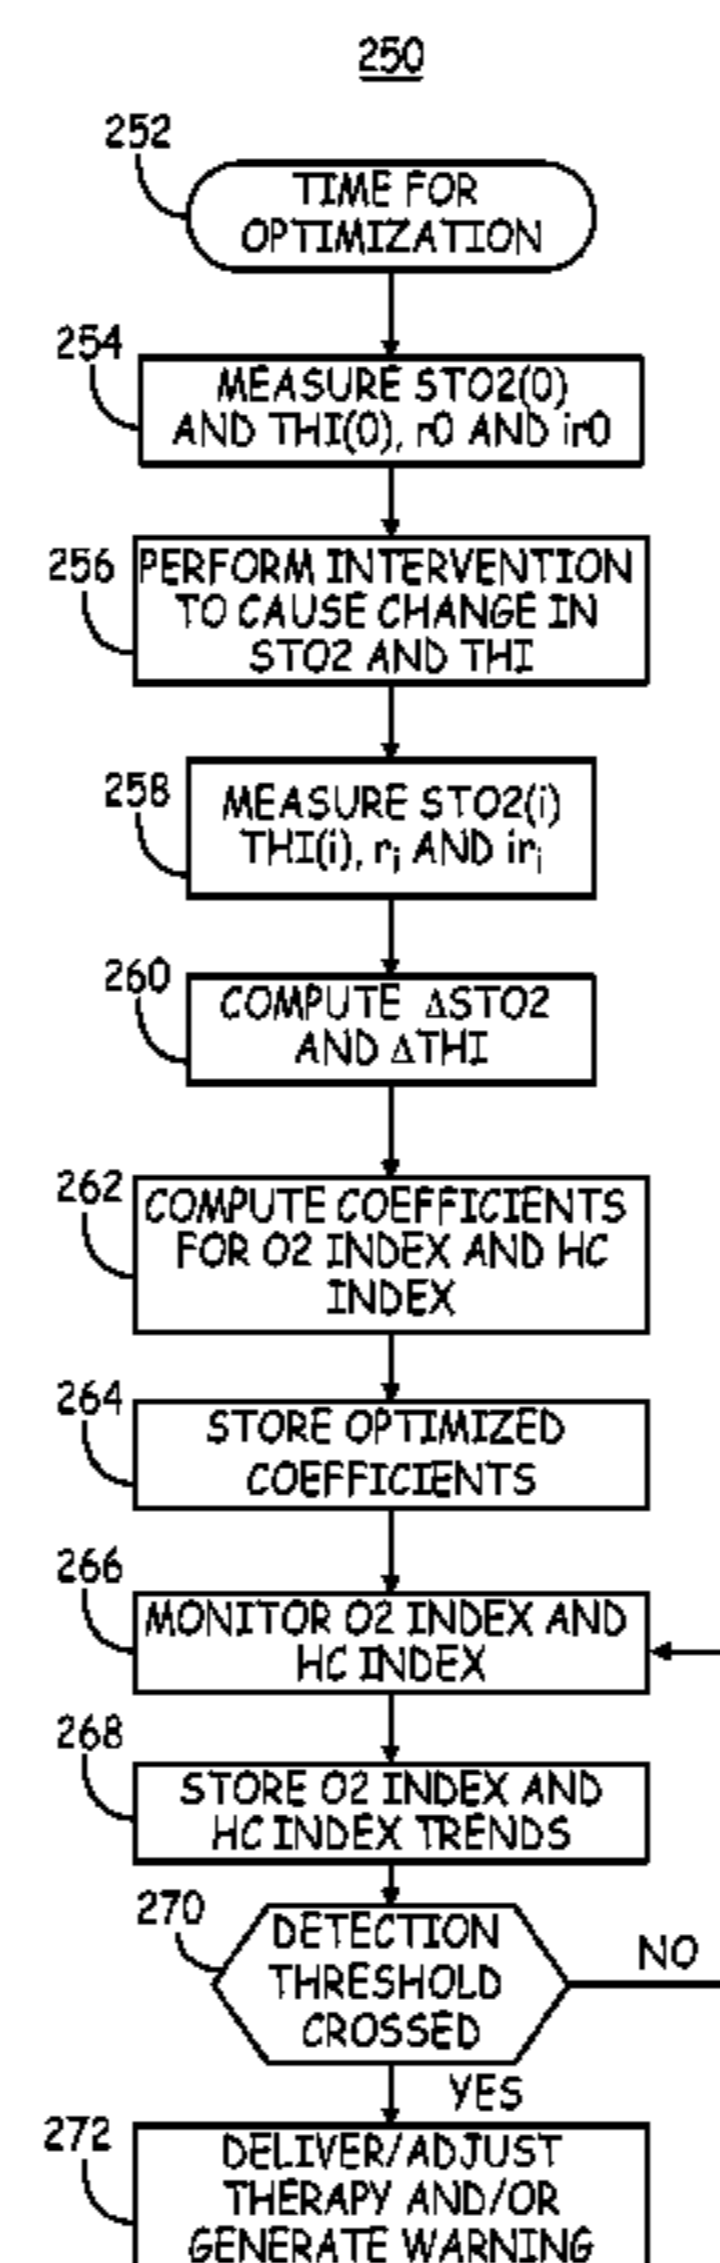 250
252
TIME FOR
OPTIMIZATION
254
MEASURE STO2(0)
AND THI(0), r0 AND ir0
256
PERFORM INTERVENTION
TO CAUSE CHANGE IN
STO2 AND THI
258
MEASURE STO2(i)
THI(i), ri AND iri
260
COMPUTE ΔSTO2
AND ΔTHI
262
COMPUTE COEFFICIENTS
FOR O2 INDEX AND HC
INDEX
264
STORE OPTIMIZED
COEFFICIENTS
266
MONITOR O2 INDEX AND
HC INDEX
268
STORE O2 INDEX AND
HC INDEX TRENDS
270
DETECTION
THRESHOLD
CROSSED
NO
YES
272
DELIVER/ADJUST
THERAPY AND/OR
GENERATE WARNING